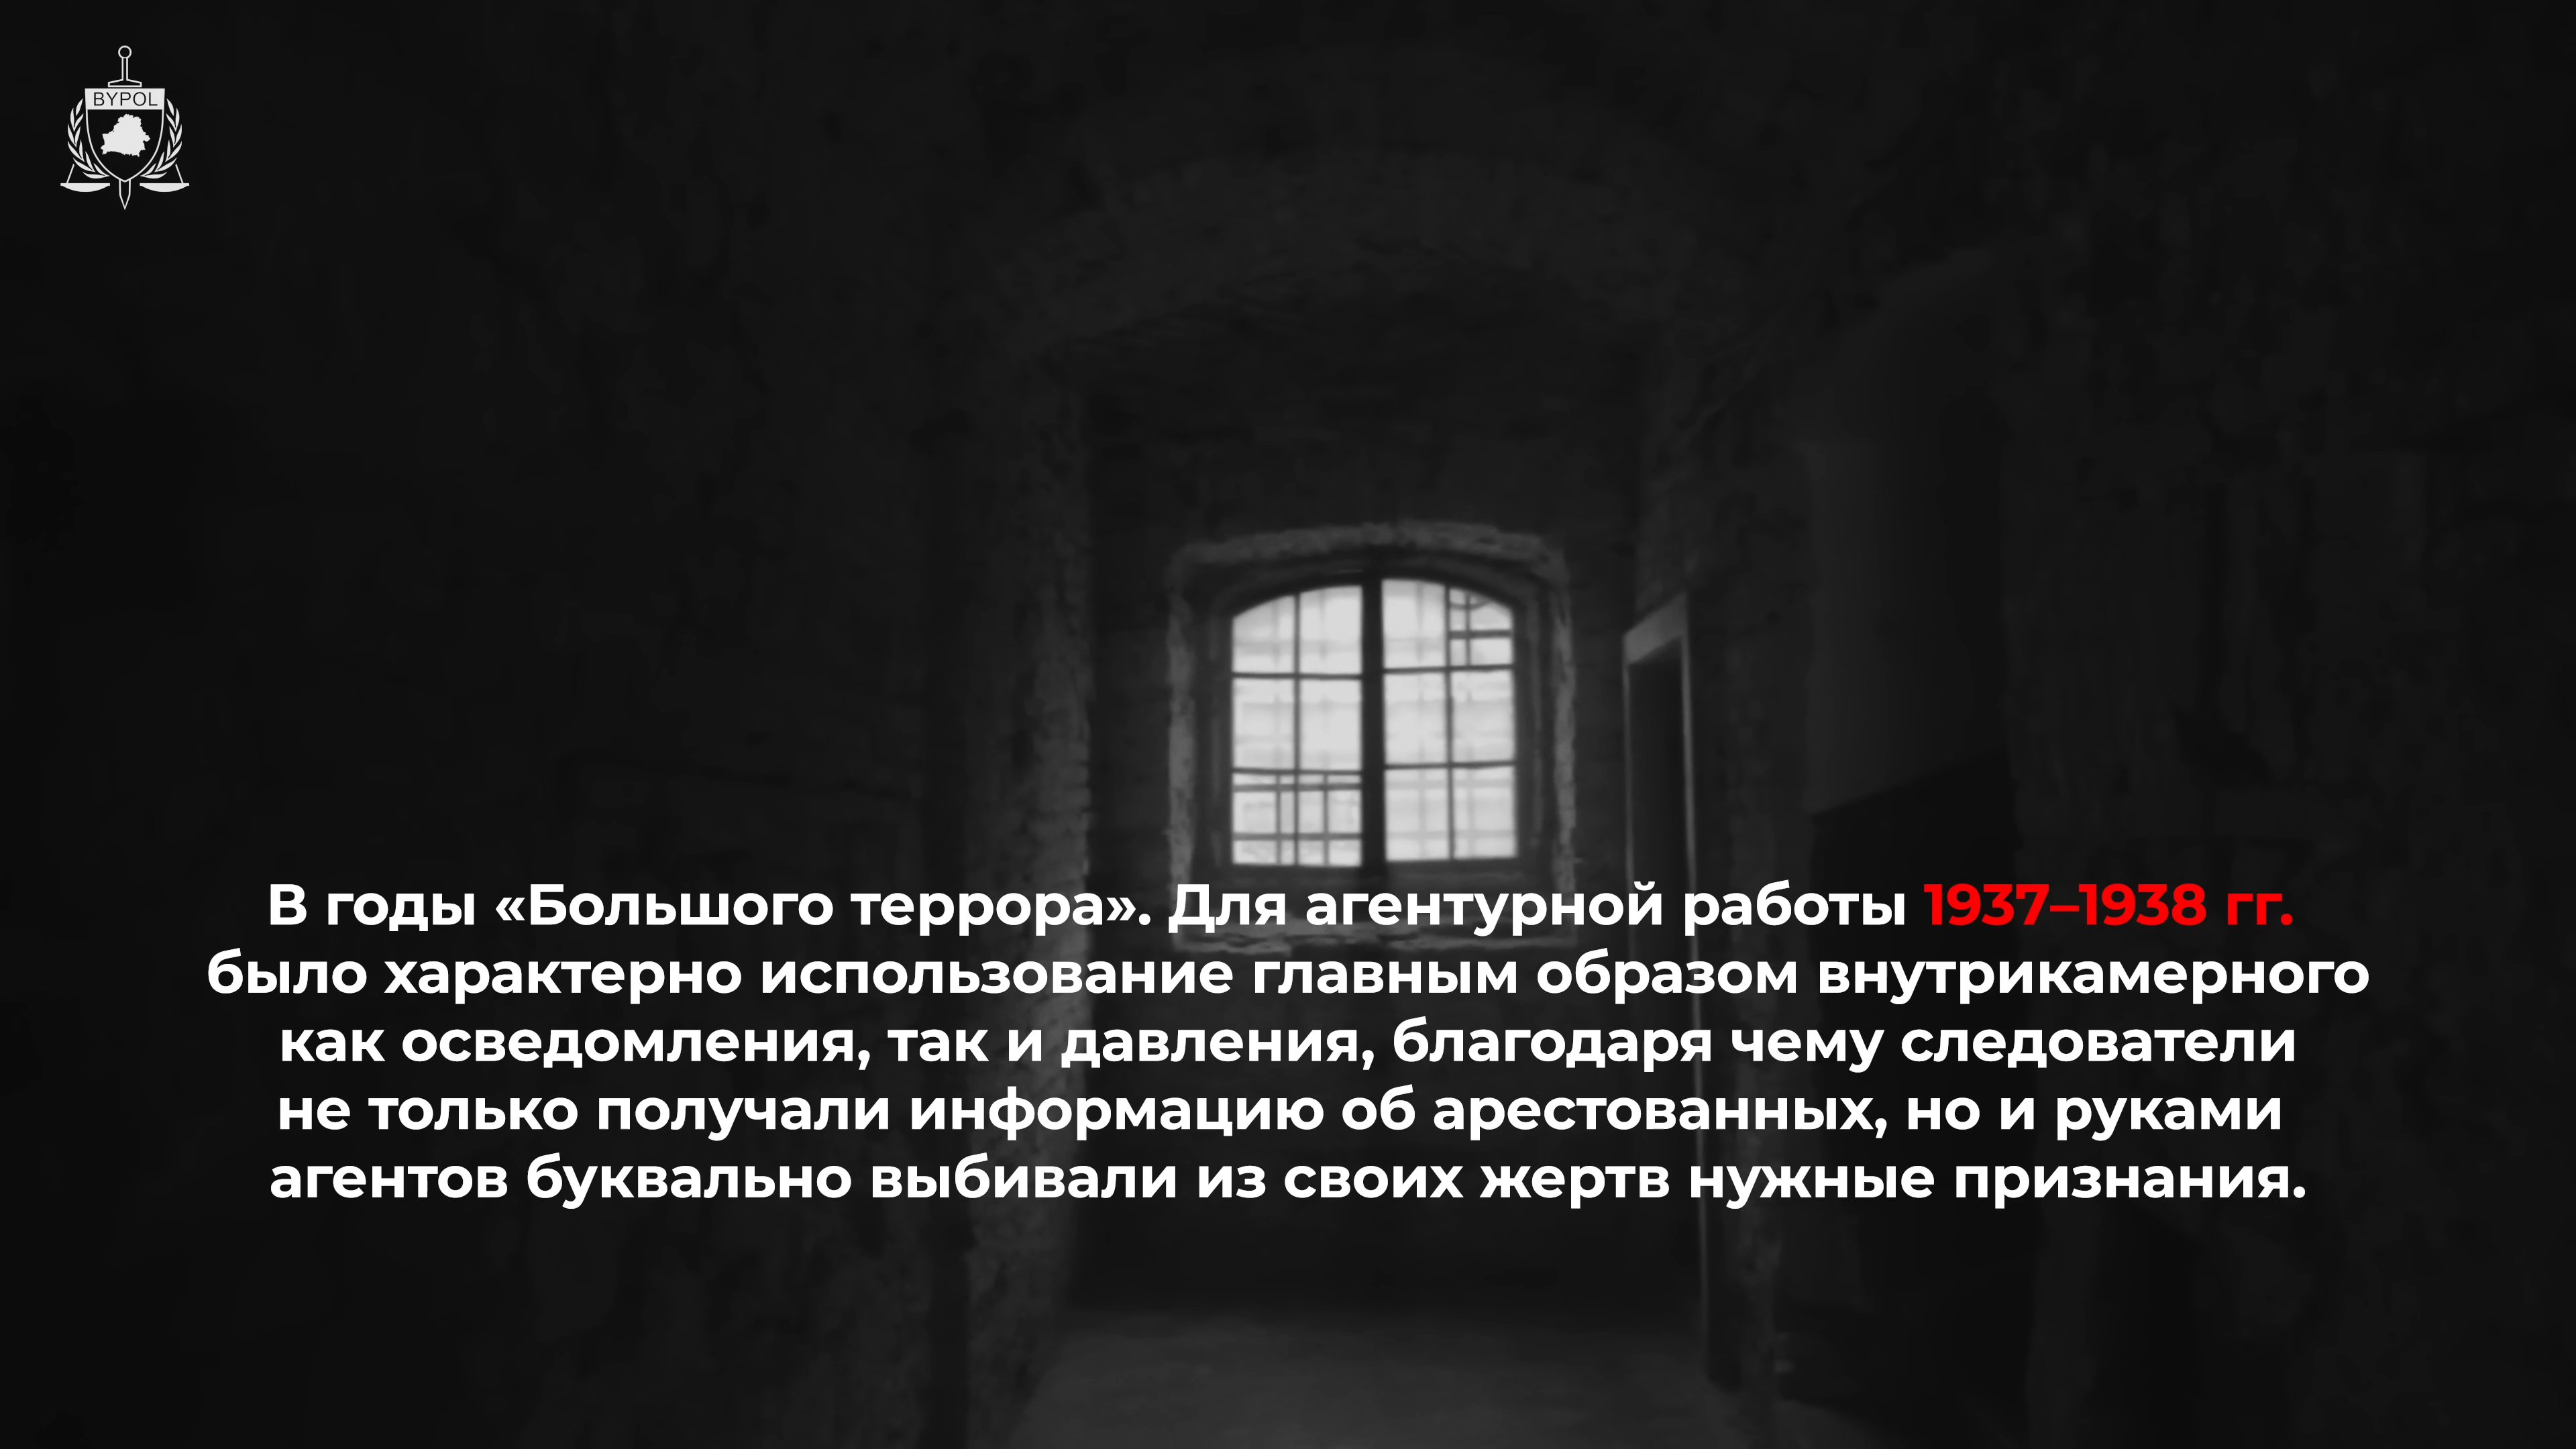 BYPOL
В годы «Большого террора». Для агентурной работы 1937–1938 гг.
было характерно использование главным образом внутрикамерного
как осведомления, так и давления, благодаря чему следователи
не только получали информацию об арестованных, но и руками
агентов буквально выбивали из своих жертв нужные признания.